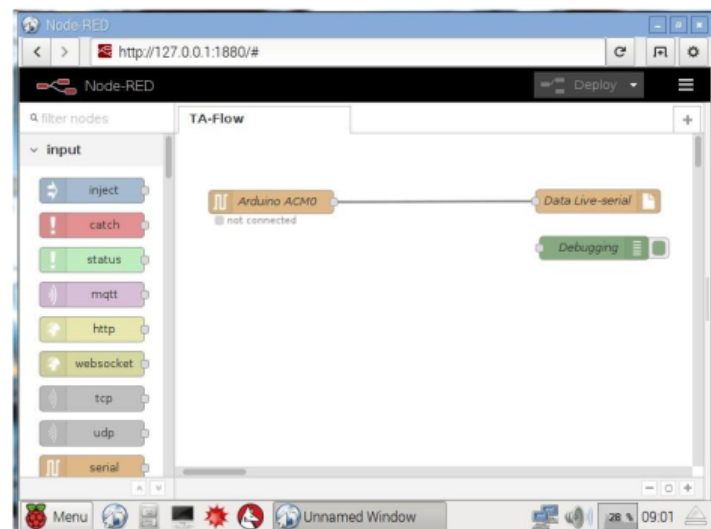 Node-RED
http://127.0.0.1:1880/#
Node-RED
Deploy
filter nodes
TA-Flow
input
inject
catch
status
mqtt
http
websocket
tcp
udp
serial
Arduino ACM0
not connected
Data Live-serial
Debugging
Menu
Unnamed Window
28 %
09:01